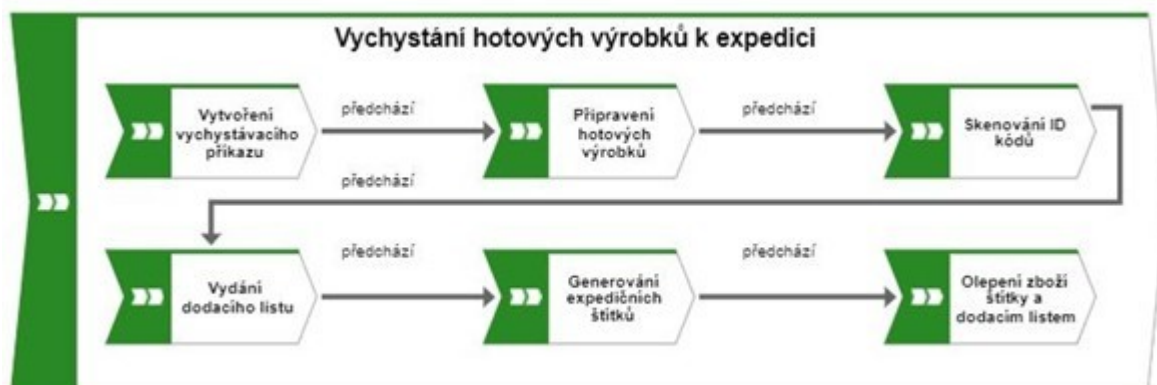 Vychystání hotových výrobků k expedici
Vytvoření
vychystávacího
příkazu
předchází
Připravení
hotových
výrobků
předchází
Skenování ID
kódů
předchází
Vydání
dodacího listu
předchází
Generování
expedičních
štítků
předchází
Olepení zboží
štítky a
dodacím listem